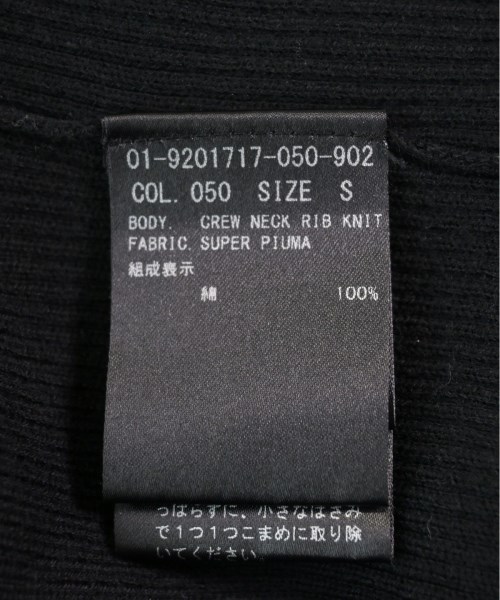 01-9201717-050-902
COL. 050 SIZE S
BODY. CREW NECK RIB KNIT
FABRIC. SUPER PIUMA
組成表示
綿 100%
っぱらずに、小さなはさみ
で1つ1つこまめに取り除
いてください